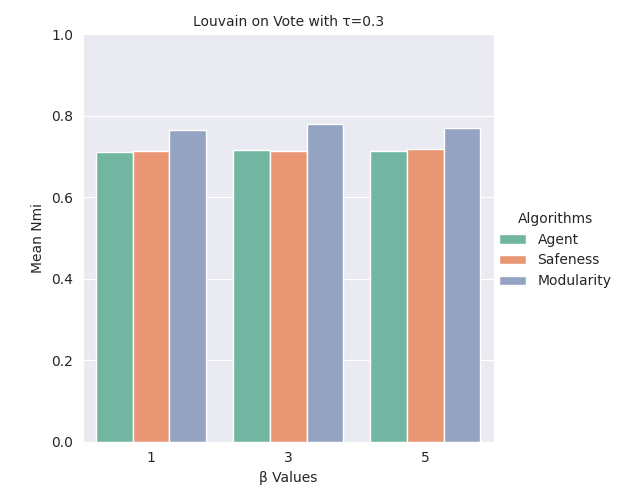 Louvain on Vote with τ=0.3
1.0
0.8
0.6
0.4
0.2
0.0
Mean Nmi
1
3
5
β Values
Algorithms
Agent
Safeness
Modularity